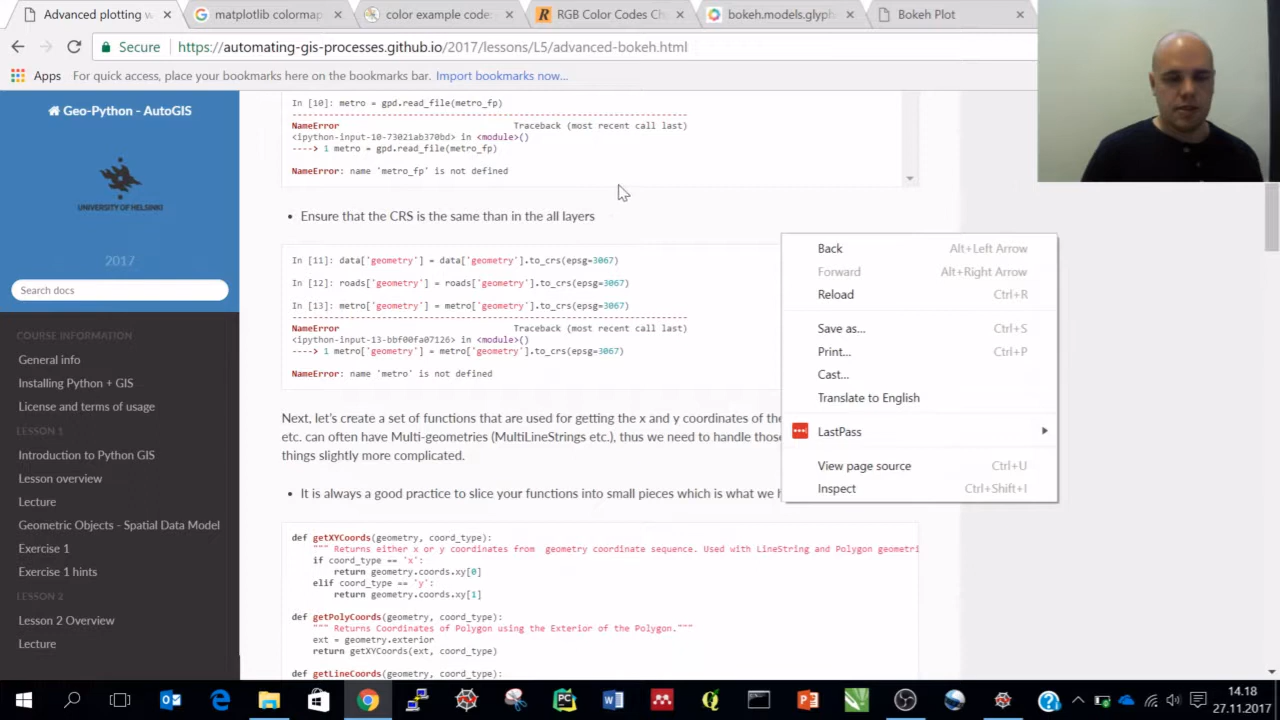 Advanced plotting w
matplotlib colormap
color example code:
RGB Color Codes Ch
bokeh.models.glyph
Bokeh Plot
Secure
https://automating-gis-processes.github.io/2017/lessons/L5/advanced-bokeh.html
Apps
For quick access, place your bookmarks here on the bookmarks bar. Import bookmarks now...
Geo-Python - AutoGIS
UNIVERSITY OF HELSINKI
2017
Search docs
COURSE INFORMATION
General info
Installing Python + GIS
License and terms of usage
LESSON 1
Introduction to Python GIS
Lesson overview
Lecture
Geometric Objects - Spatial Data Model
Exercise 1
Exercise 1 hints
LESSON 2
Lesson 2 Overview
Lecture
In [10]: metro = gpd.read_file(metro_fp)
---------------------------------------------------------------------------
NameError Traceback (most recent call last)
<ipython-input-10-73021ab370bd> in <module>()
----> 1 metro = gpd.read_file(metro_fp)
NameError: name 'metro_fp' is not defined
• Ensure that the CRS is the same than in the all layers
In [11]: data['geometry'] = data['geometry'].to_crs(epsg=3067)
In [12]: roads['geometry'] = roads['geometry'].to_crs(epsg=3067)
In [13]: metro['geometry'] = metro['geometry'].to_crs(epsg=3067)
---------------------------------------------------------------------------
NameError Traceback (most recent call last)
<ipython-input-13-bbf00fa07126> in <module>()
----> 1 metro['geometry'] = metro['geometry'].to_crs(epsg=3067)
NameError: name 'metro' is not defined
Next, let's create a set of functions that are used for getting the x and y coordinates of the
etc. can often have Multi-geometries (MultiLineStrings etc.), thus we need to handle those
things slightly more complicated.
• It is always a good practice to slice your functions into small pieces which is what we h
def getXYCoords(geometry, coord_type):
""" Returns either x or y coordinates from geometry coordinate sequence. Used with LineString and Polygon geometri
if coord_type == 'x':
return geometry.coords.xy[0]
elif coord_type == 'y':
return geometry.coords.xy[1]
def getPolyCoords(geometry, coord_type):
""" Returns Coordinates of Polygon using the Exterior of the Polygon."""
ext = geometry.exterior
return getXYCoords(ext, coord_type)
def getLineCoords(geometry, coord_type):
Back Alt+Left Arrow
Forward Alt+Right Arrow
Reload Ctrl+R
Save as... Ctrl+S
Print... Ctrl+P
Cast...
Translate to English
LastPass
View page source Ctrl+U
Inspect Ctrl+Shift+I
14.18
27.11.2017